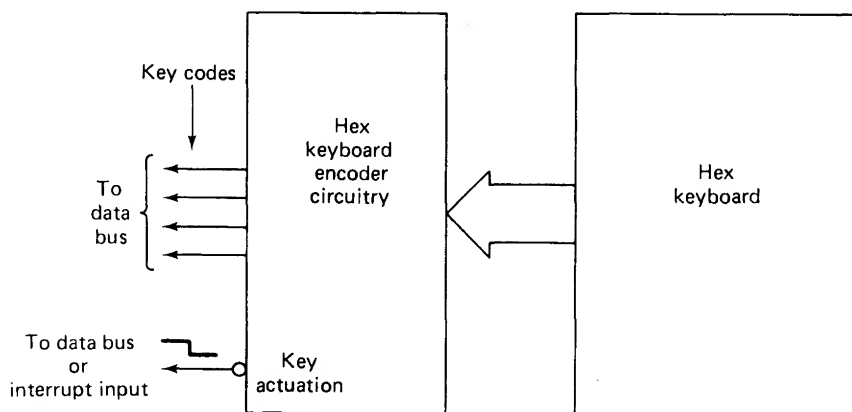 Key codes
To
data
bus
Hex
keyboard
encoder
circuitry
Hex
keyboard
To data bus
or
interrupt input
Key
actuation